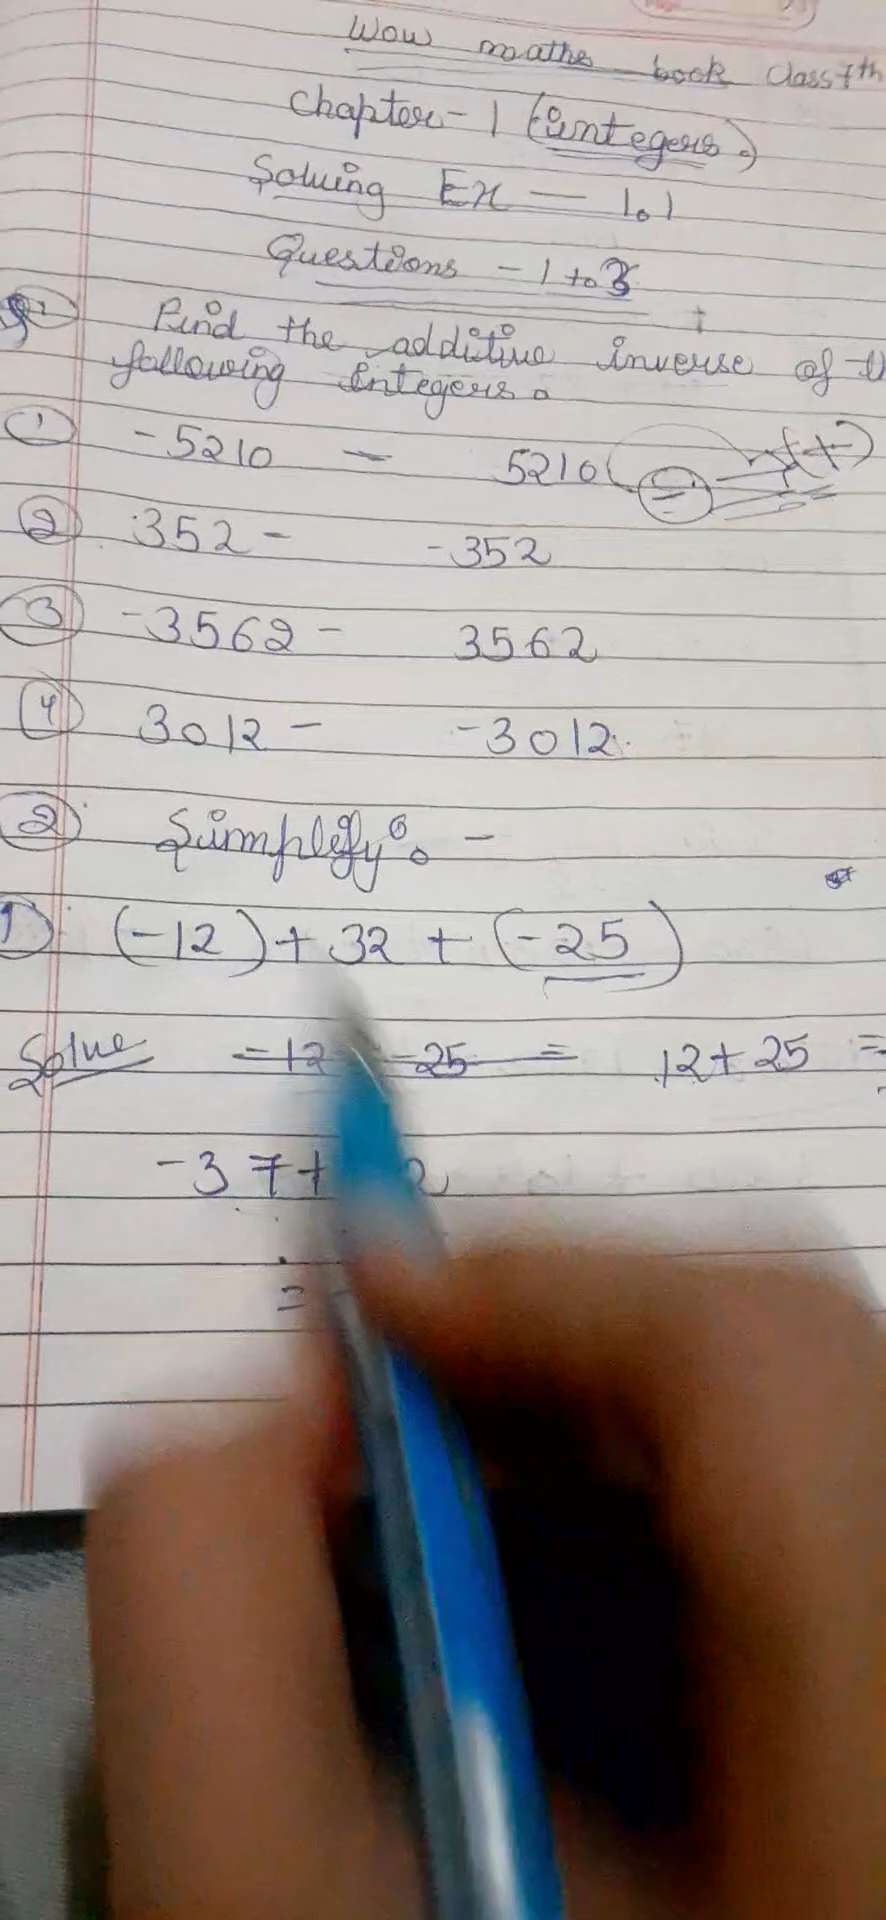 Wow maths book class 7th
Chapter - 1 (integers.)
Solving Ex - 1.1
Questions - 1 to 3
Find the additive inverse of
following integers.
① -5210 - 5210 (-) (+)
② 352 - -352
③ -3562 - 3562
④ 3012 - -3012.
② Simplify: -
1) (-12) + 32 + (-25)
Solve = 12 -25 = 12 + 25 =
-37+
=